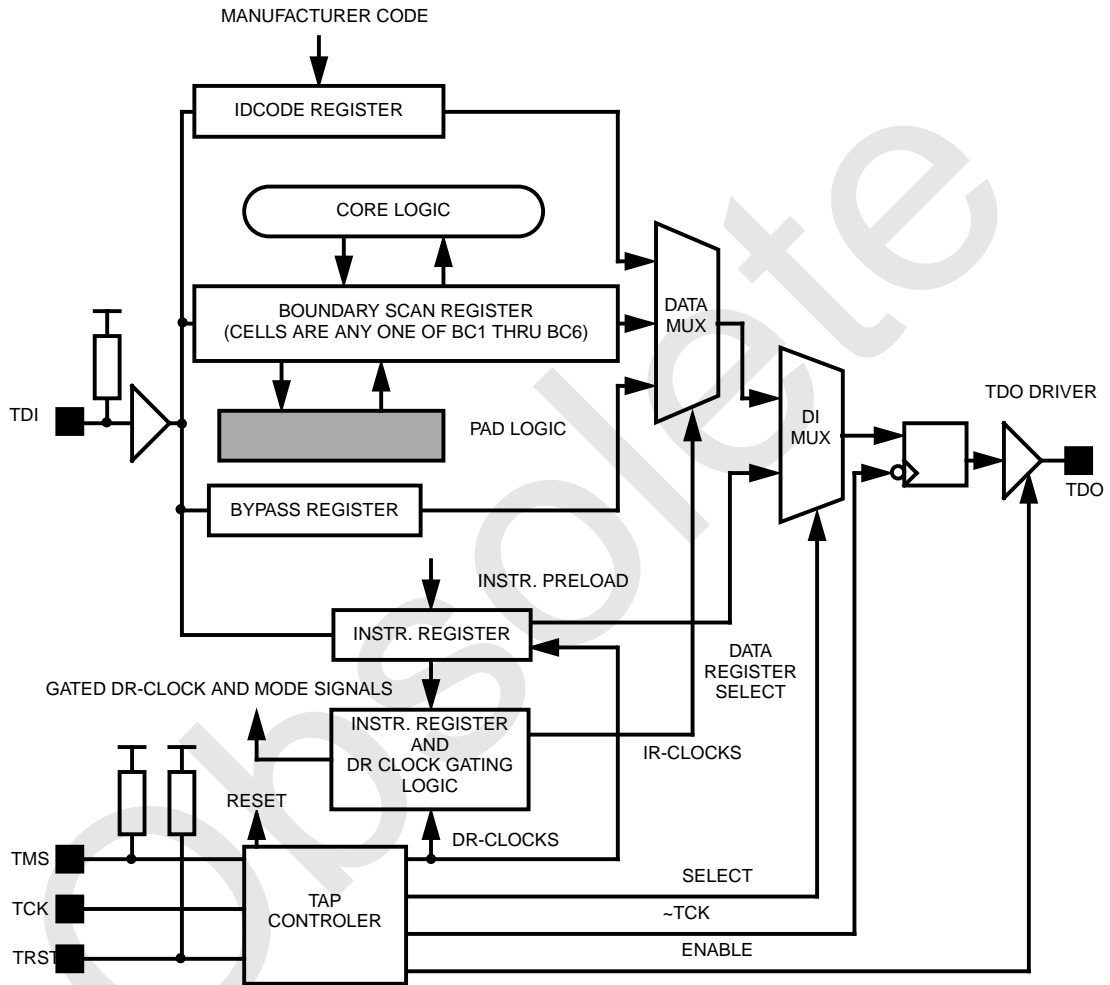 MANUFACTURER CODE
IDCODE REGISTER
CORE LOGIC
BOUNDARY SCAN REGISTER
(CELLS ARE ANY ONE OF BC1 THRU BC6)
DATA
MUX
TDI
PAD LOGIC
DI
MUX
TDO DRIVER
TDO
BYPASS REGISTER
INSTR. PRELOAD
INSTR. REGISTER
DATA
REGISTER
SELECT
GATED DR-CLOCK AND MODE SIGNALS
INSTR. REGISTER
AND
DR CLOCK GATING
LOGIC
IR-CLOCKS
RESET
DR-CLOCKS
TMS
SELECT
TCK
TAP
CONTROLER
~TCK
TRST
ENABLE
Obsolete